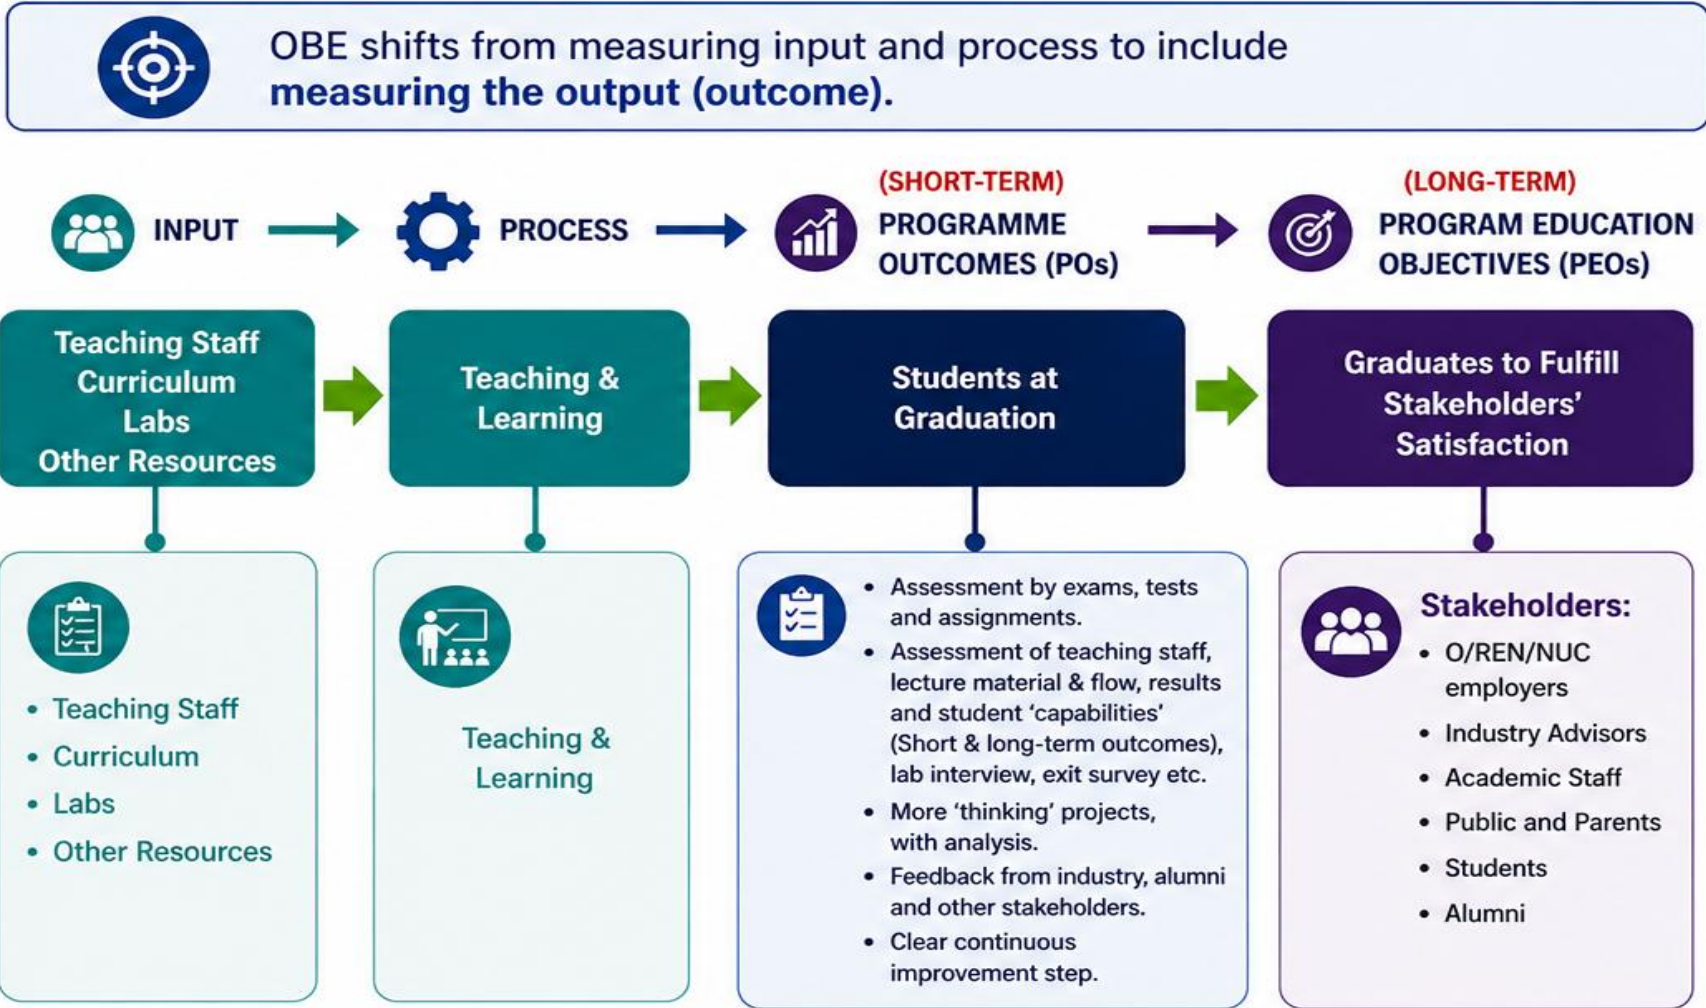 OBE shifts from measuring input and process to include
measuring the output (outcome).
INPUT
PROCESS
(SHORT-TERM)
PROGRAMME
OUTCOMES (POs)
(LONG-TERM)
PROGRAM EDUCATION
OBJECTIVES (PEOs)
Teaching Staff
Curriculum
Labs
Other Resources
Teaching &
Learning
Students at
Graduation
Graduates to Fulfill
Stakeholders’
Satisfaction
• Teaching Staff
• Curriculum
• Labs
• Other Resources
Teaching &
Learning
• Assessment by exams, tests
and assignments.
• Assessment of teaching staff,
lecture material & flow, results
and student ‘capabilities’
(Short & long-term outcomes),
lab interview, exit survey etc.
• More ‘thinking’ projects,
with analysis.
• Feedback from industry, alumni
and other stakeholders.
• Clear continuous
improvement step.
Stakeholders:
• O/REN/NUC
employers
• Industry Advisors
• Academic Staff
• Public and Parents
• Students
• Alumni